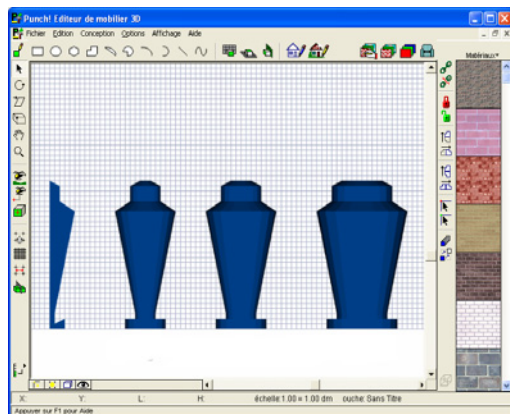 Punch! Editeur de mobilier 3D
Fichier Edition Conception Options Affichage Aide
Matériaux
X: Y: L: H: échelle:1.00 = 1.00 dm ouche: Sans Titre
Appuyer sur F1 pour Aide